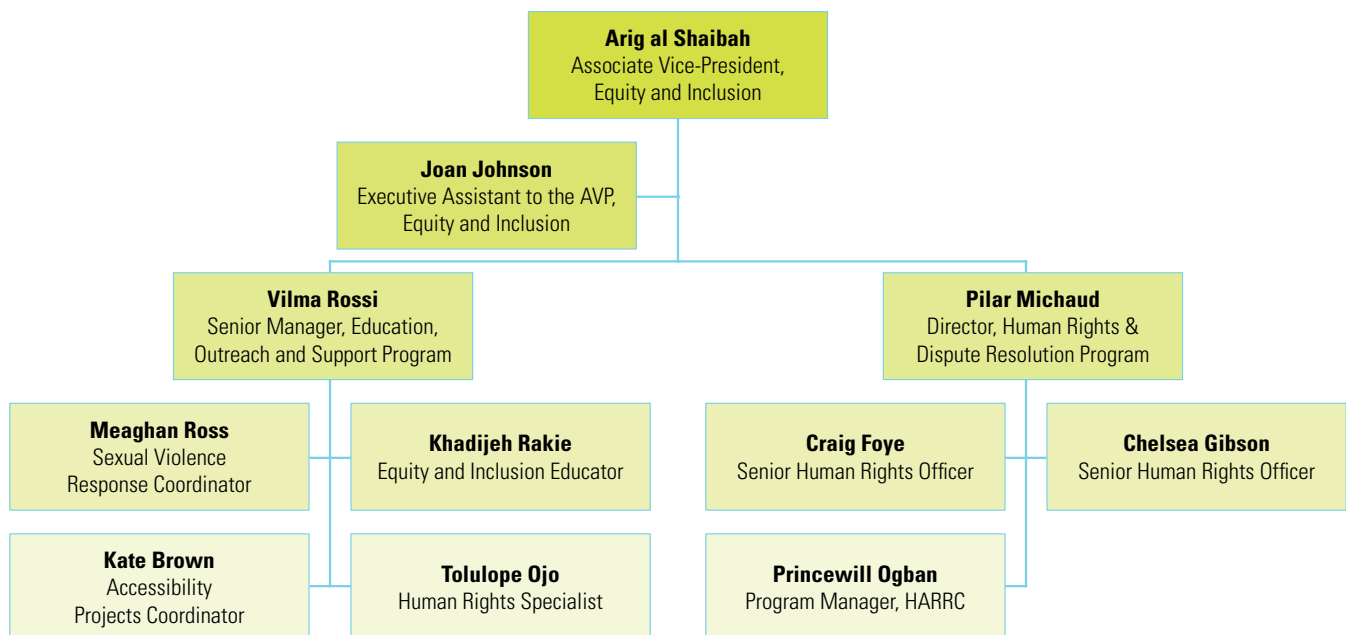 Arig al Shaibah
Associate Vice-President,
Equity and Inclusion
Joan Johnson
Executive Assistant to the AVP,
Equity and Inclusion
Vilma Rossi
Senior Manager, Education,
Outreach and Support Program
Pilar Michaud
Director, Human Rights &
Dispute Resolution Program
Meaghan Ross
Sexual Violence
Response Coordinator
Khadijeh Rakie
Equity and Inclusion Educator
Craig Foye
Senior Human Rights Officer
Chelsea Gibson
Senior Human Rights Officer
Kate Brown
Accessibility
Projects Coordinator
Tolulope Ojo
Human Rights Specialist
Princewill Ogban
Program Manager, HARRC